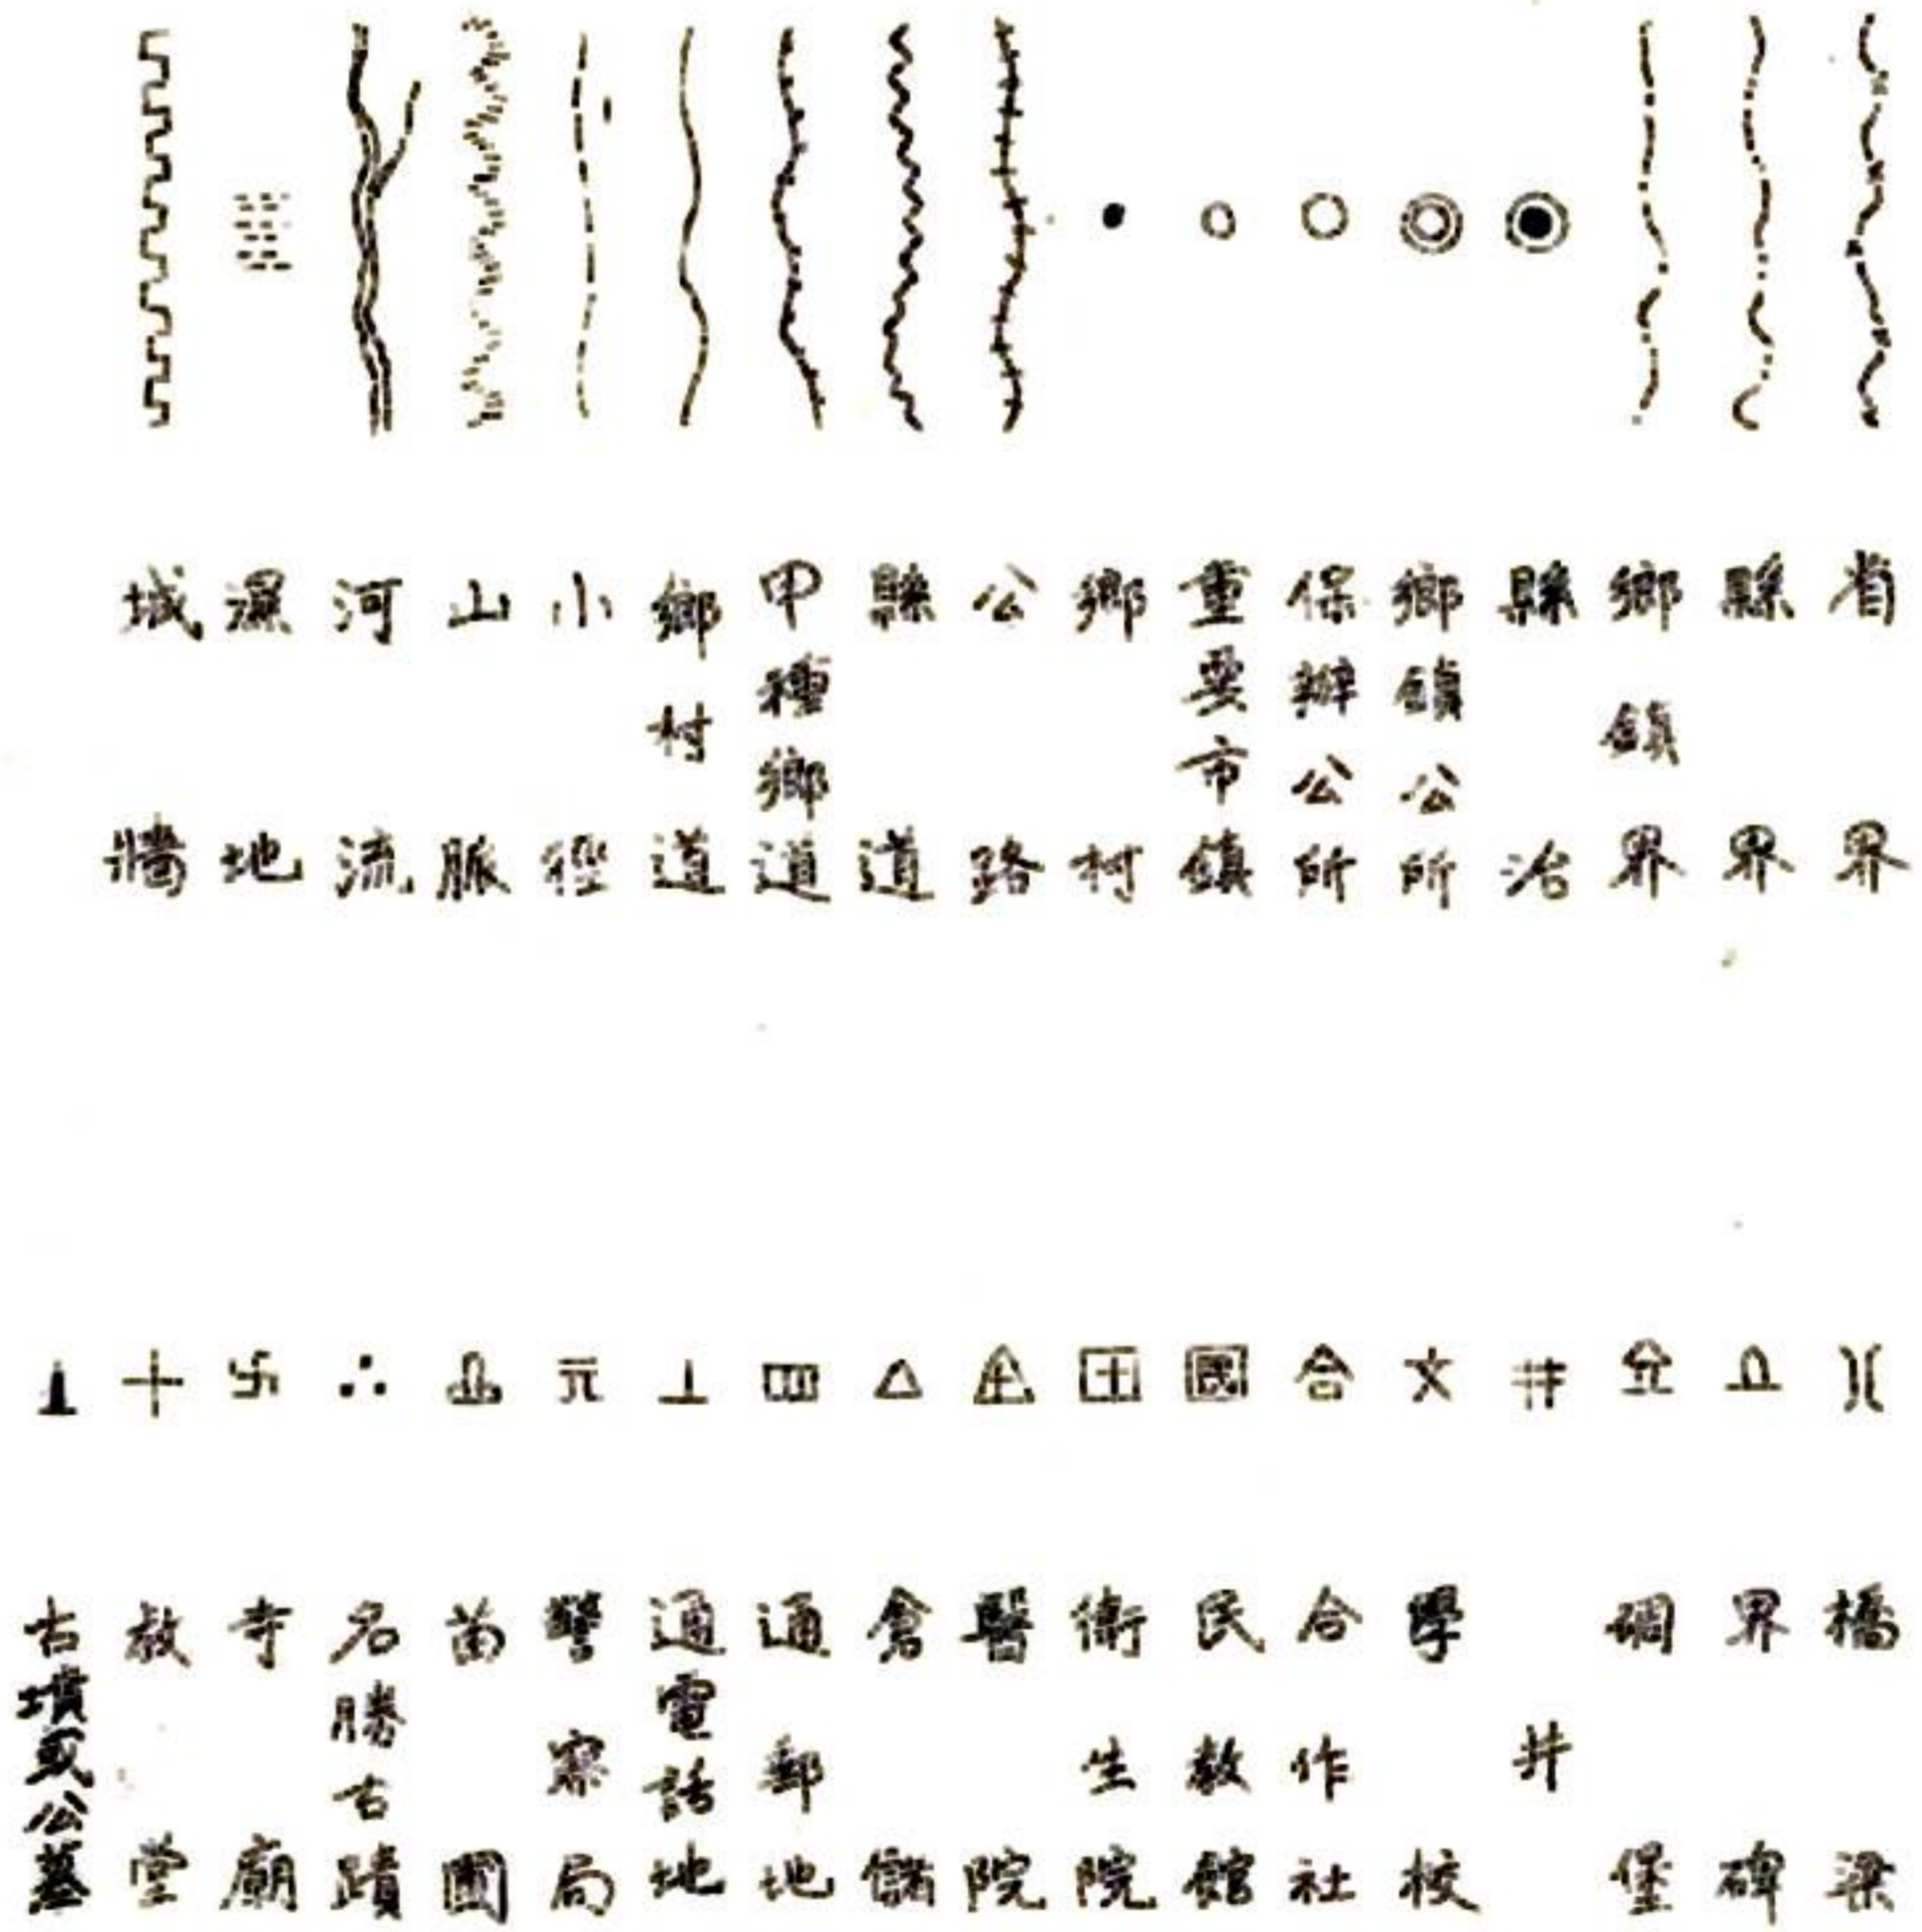 省界
縣界
鄉鎮界
縣治
鄉鎮公所
保辦公所
重要市鎮
鄉村
公路
縣道
甲種鄉道
鄉村道
小徑
山脈
河流
濕地
城牆
橋梁
界碑
碉堡
井
學校
合作社
民教館
衛生院
醫院
倉儲
通郵地
通電話地
警察局
苗圃
名勝古蹟
寺廟
教堂
古墳或公墓